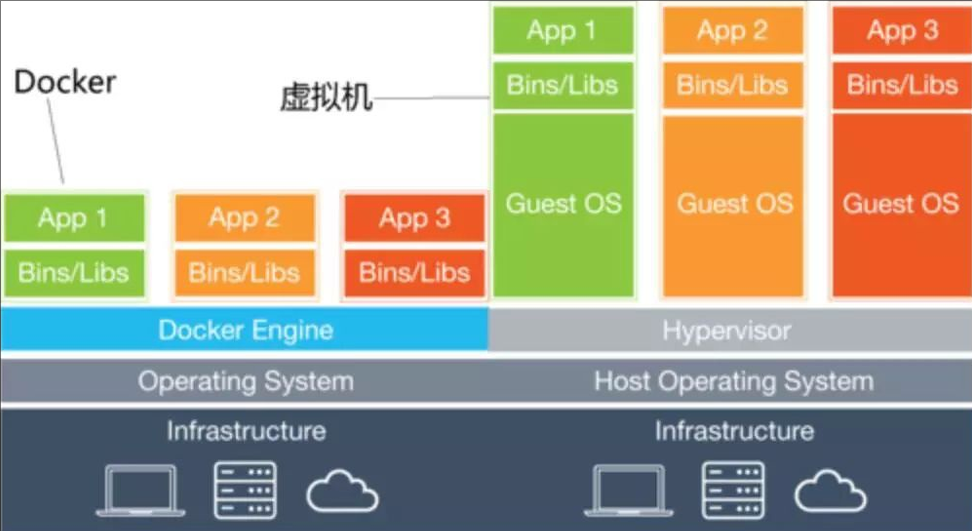 App 1 App 2 App 3
Docker
虚拟机
Bins/Libs Bins/Libs Bins/Libs
Guest OS Guest OS Guest OS
App 1 App 2 App 3
Bins/Libs Bins/Libs Bins/Libs
Docker Engine Hypervisor
Operating System Host Operating System
Infrastructure Infrastructure